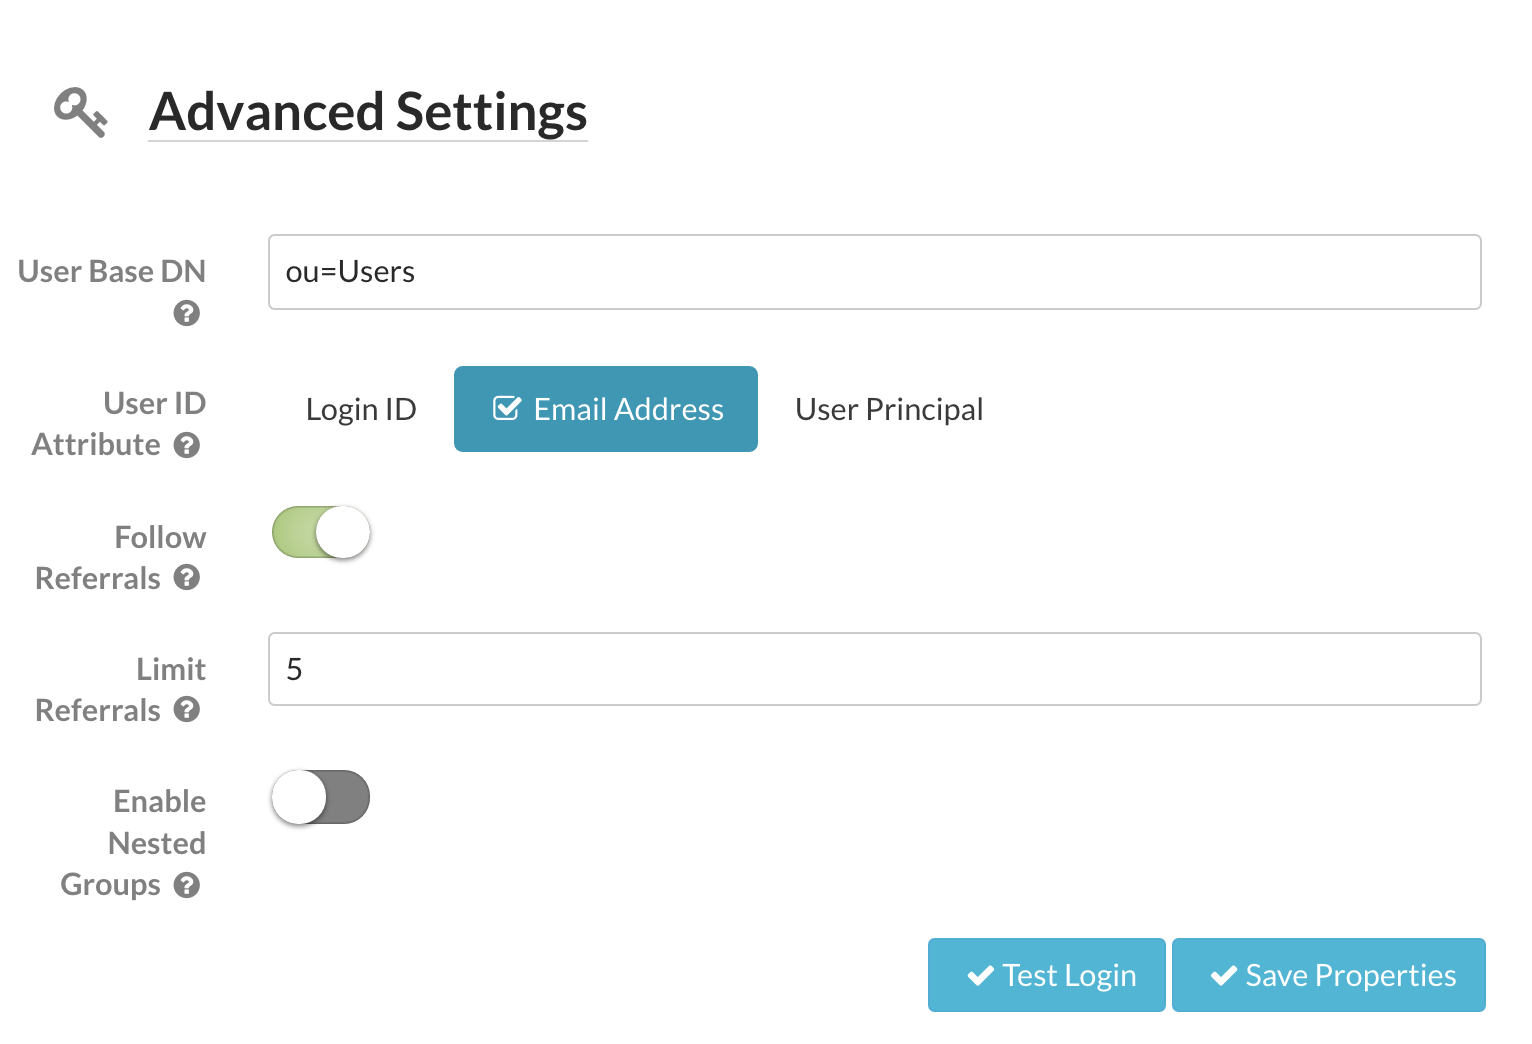 Advanced Settings
User Base DN
ou=Users
User ID
Attribute
Login ID
Email Address
User Principal
Follow
Referrals
Limit
Referrals
5
Enable
Nested
Groups
Test Login
Save Properties